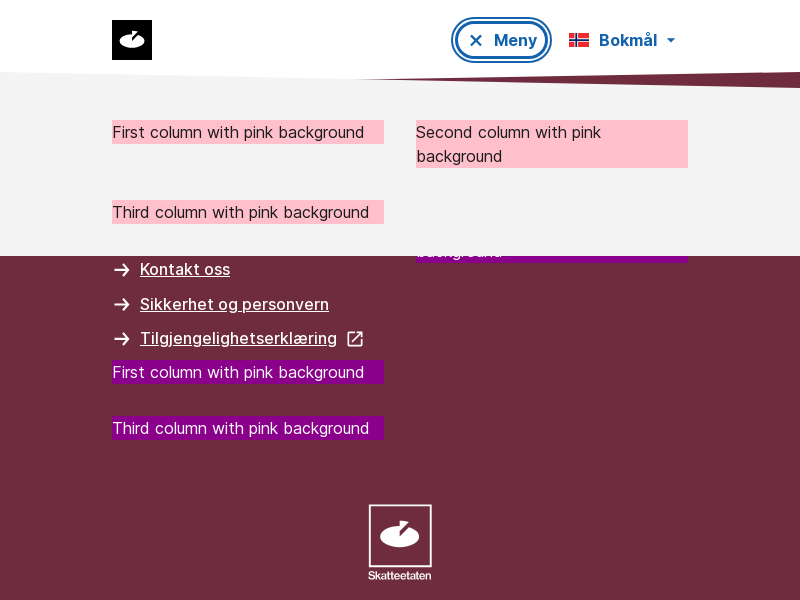 Meny
Bokmål
First column with pink background
Second column with pink
background
Third column with pink background
background
Kontakt oss
Sikkerhet og personvern
Tilgjengelighetserklæring
First column with pink background
Third column with pink background
Skatteetaten